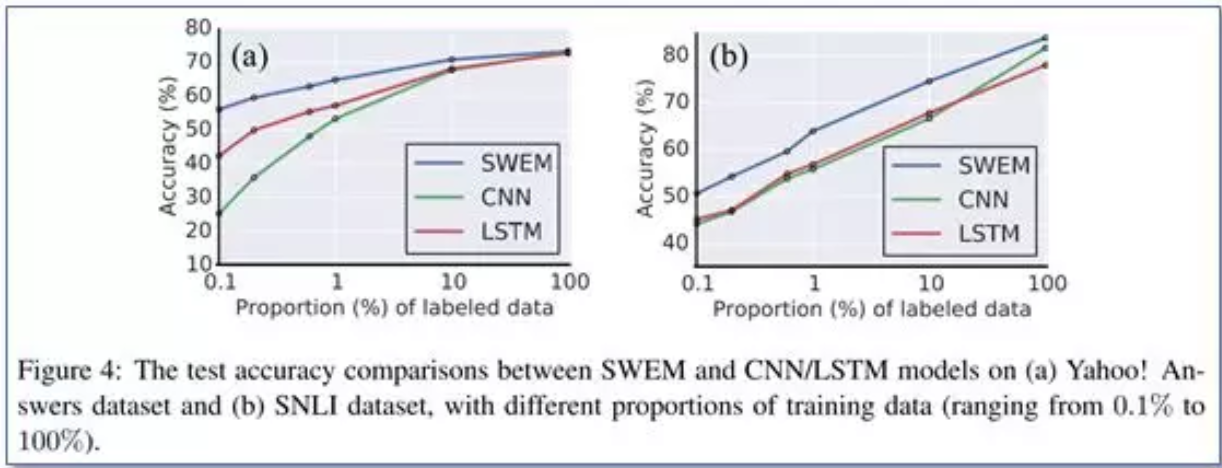 (a)
80
70
60
50
40
30
20
10
Accuracy (%)
SWEM
CNN
LSTM
0.1 1 10 100
Proportion (%) of labeled data
(b)
80
70
60
50
40
Accuracy (%)
SWEM
CNN
LSTM
0.1 1 10 100
Proportion (%) of labeled data
Figure 4: The test accuracy comparisons between SWEM and CNN/LSTM models on (a) Yahoo! An-
swers dataset and (b) SNLI dataset, with different proportions of training data (ranging from 0.1% to
100%).